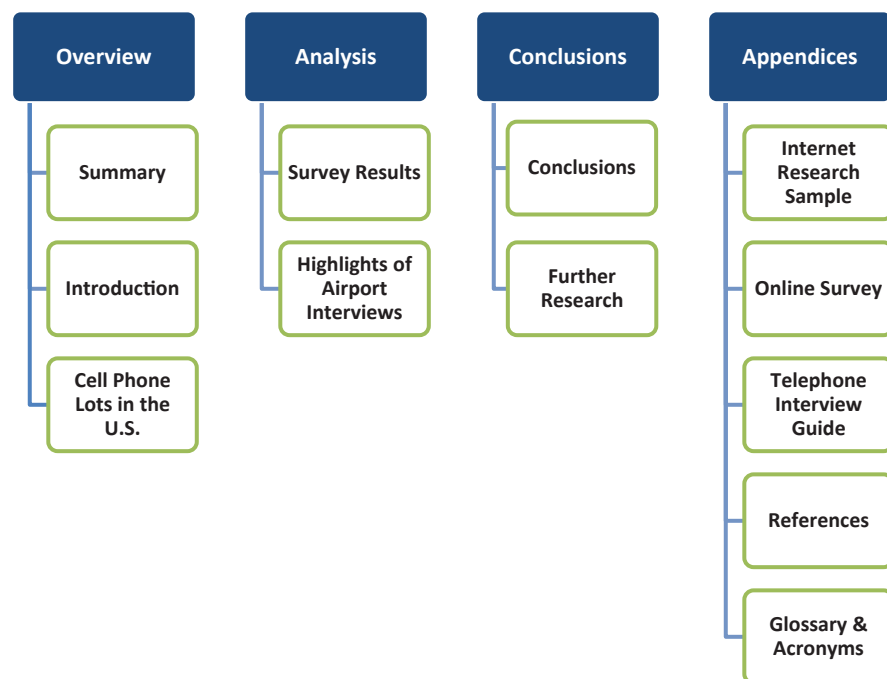 Overview
Summary
Introduction
Cell Phone
Lots in the
U.S.
Analysis
Survey Results
Highlights of
Airport
Interviews
Conclusions
Conclusions
Further
Research
Appendices
Internet
Research
Sample
Online Survey
Telephone
Interview
Guide
References
Glossary &
Acronyms